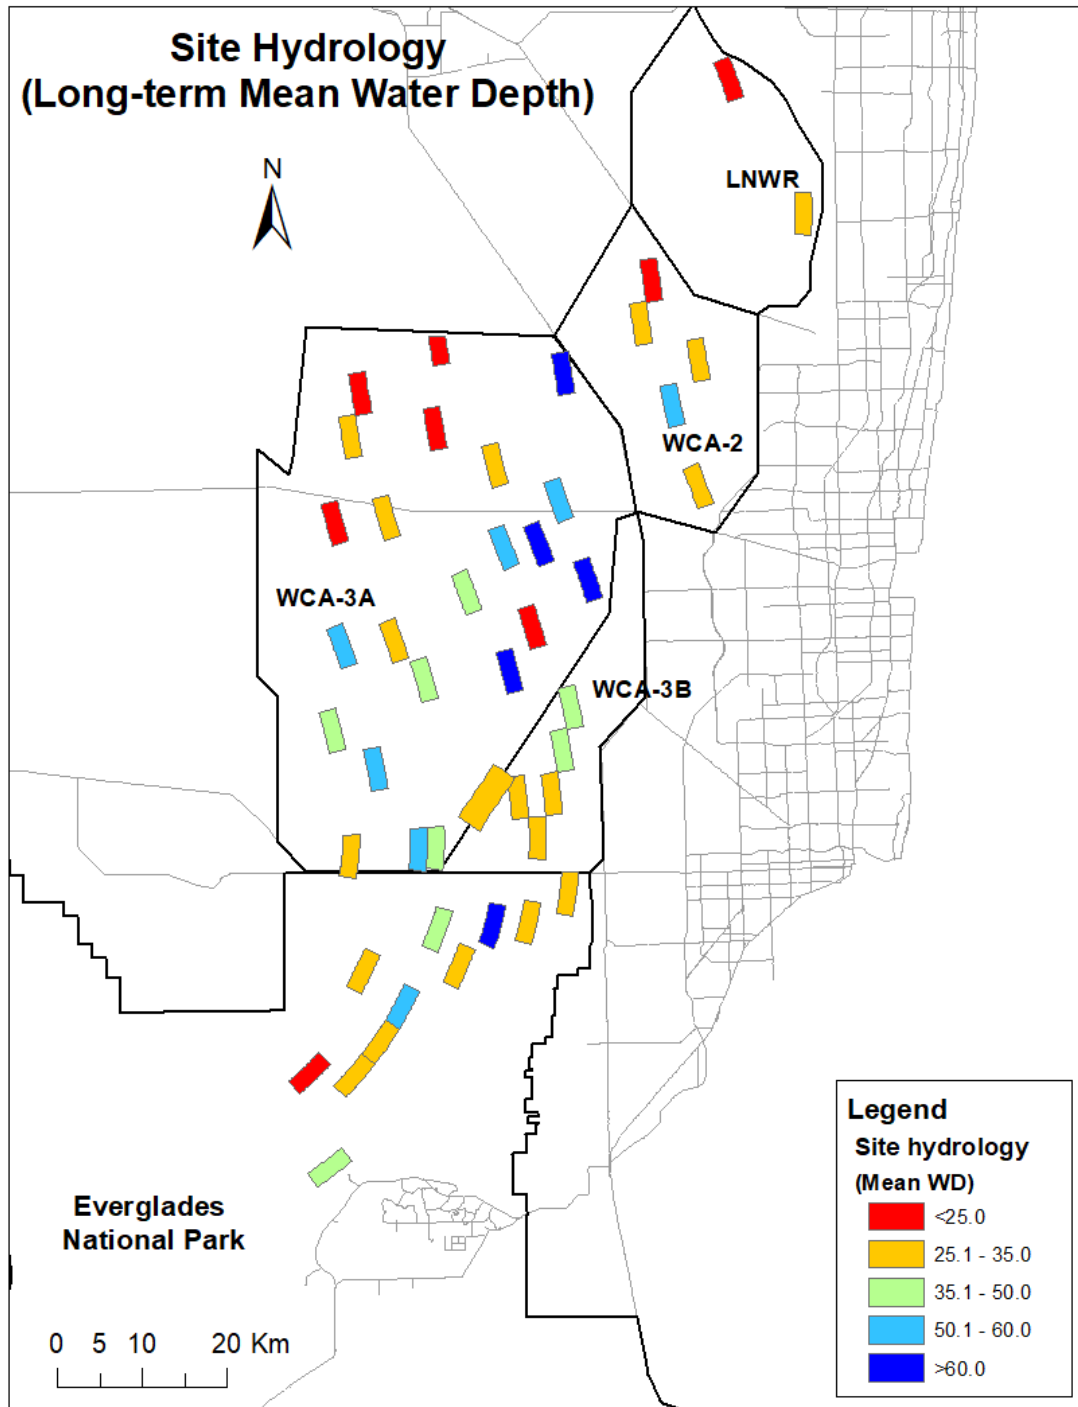 Site Hydrology
(Long-term Mean Water Depth)
N
LNWR
WCA-2
WCA-3A
WCA-3B
Everglades
National Park
0 5 10 20 Km
Legend
Site hydrology
(Mean WD)
<25.0
25.1 - 35.0
35.1 - 50.0
50.1 - 60.0
>60.0